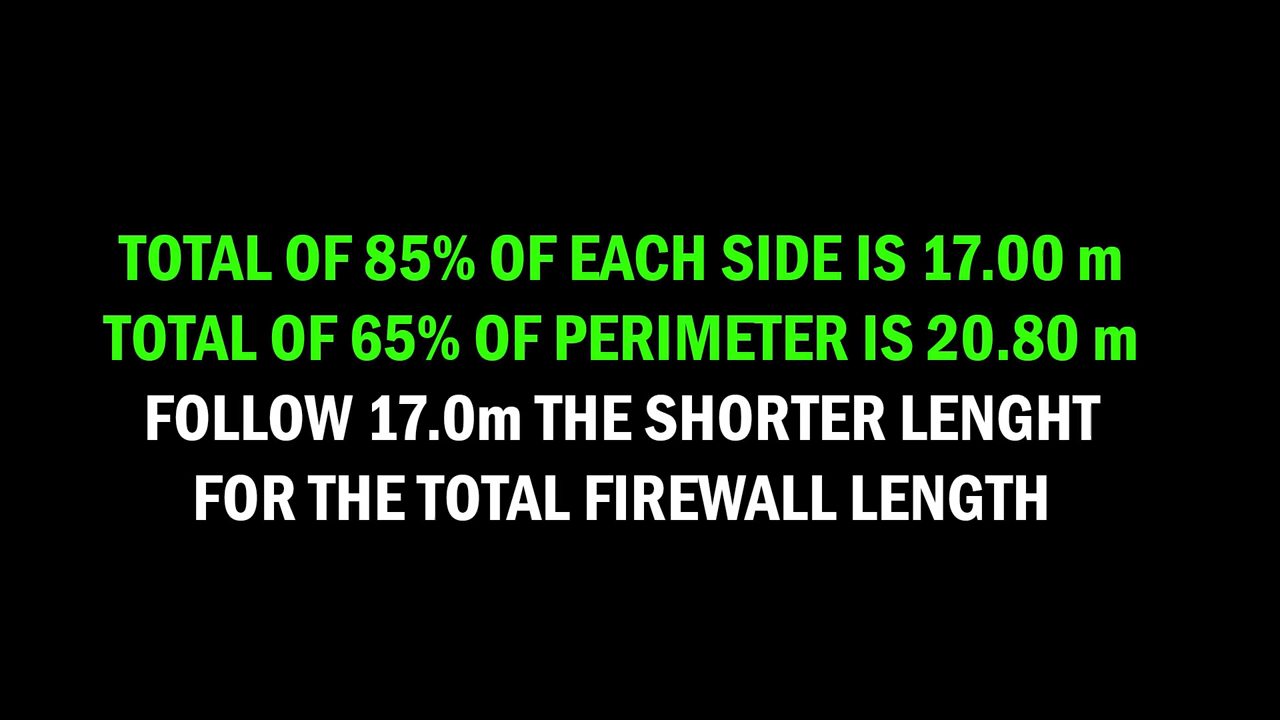 TOTAL OF 85% OF EACH SIDE IS 17.00 m
TOTAL OF 65% OF PERIMETER IS 20.80 m
FOLLOW 17.0m THE SHORTER LENGHT
FOR THE TOTAL FIREWALL LENGTH